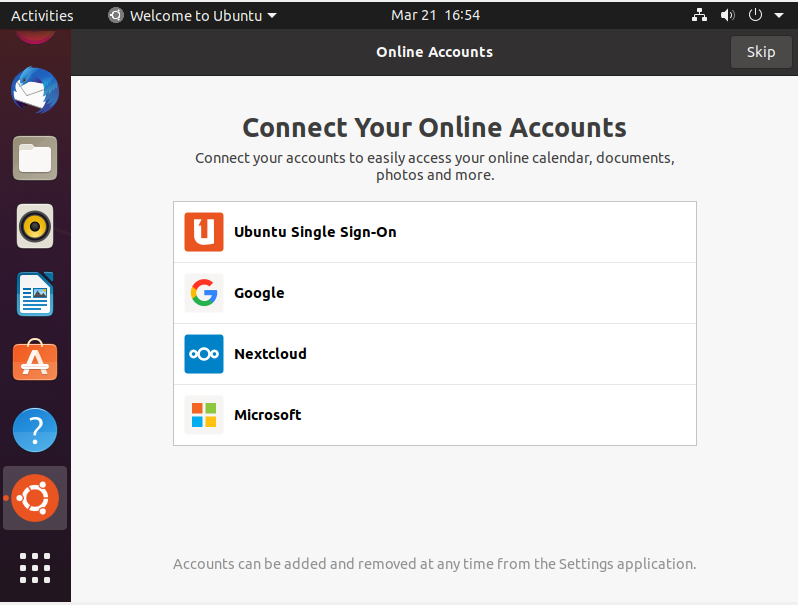 Activities Welcome to Ubuntu Mar 21 16:54
Online Accounts Skip
Connect Your Online Accounts
Connect your accounts to easily access your online calendar, documents,
photos and more.
Ubuntu Single Sign-On
Google
Nextcloud
Microsoft
Accounts can be added and removed at any time from the Settings application.